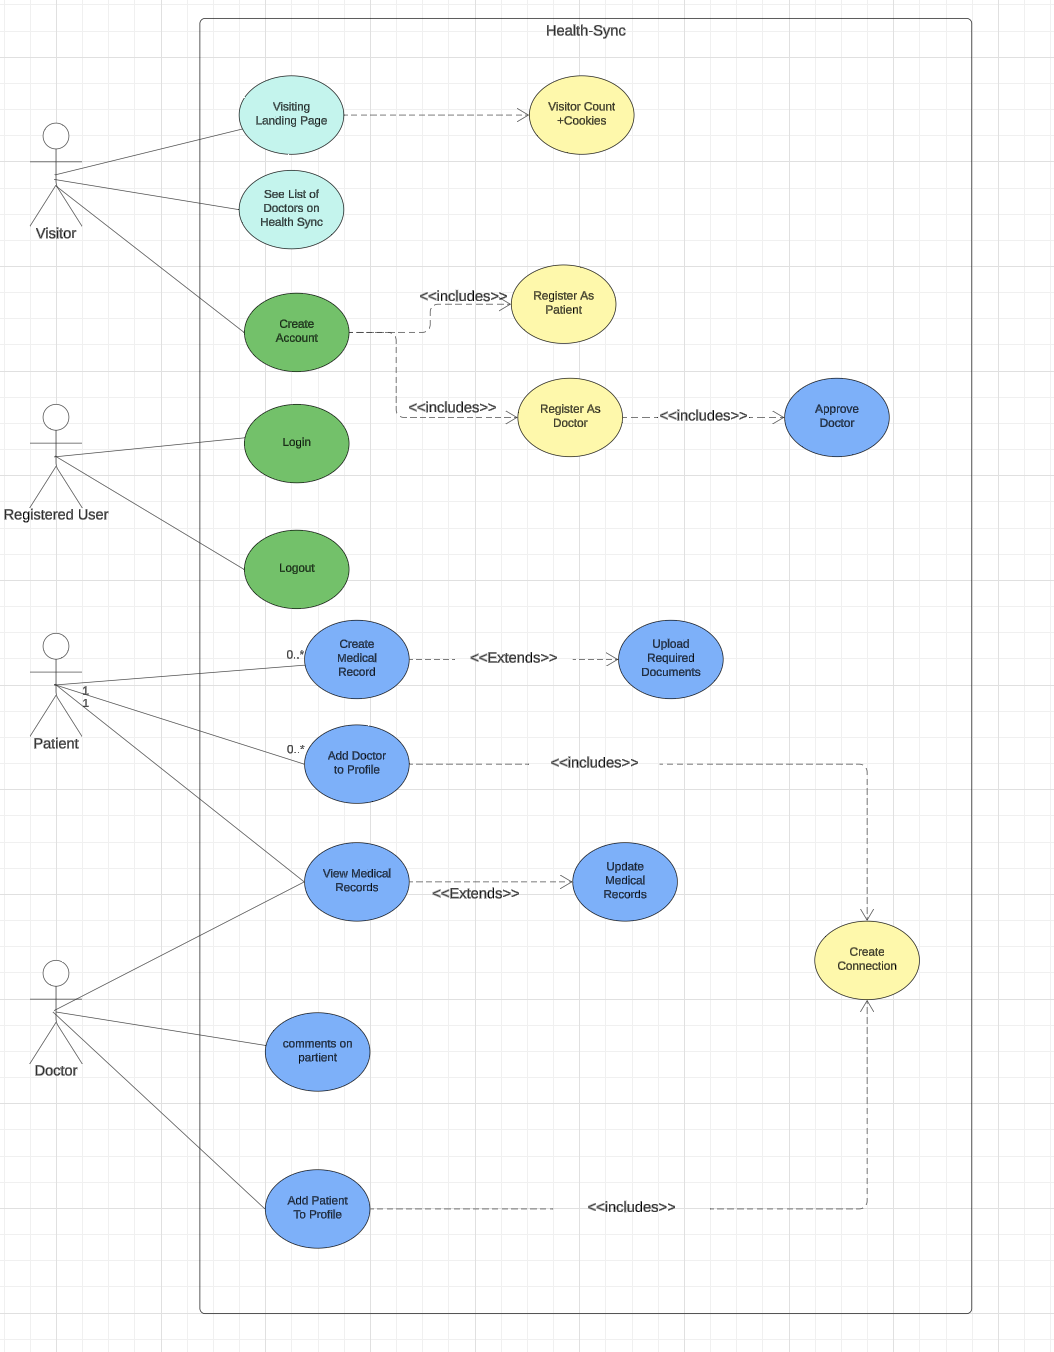 Health-Sync
Visiting
Landing Page
Visitor Count
+Cookies
See List of
Doctors on
Health Sync
Visitor
<<includes>>
Register As
Patient
Create
Account
<<includes>>
Register As
Doctor
<<includes>>
Approve
Doctor
Login
Registered User
Logout
0..*
Create
Medical
Record
<<Extends>>
Upload
Required
Documents
1
1
Patient
0..*
Add Doctor
to Profile
<<includes>>
View Medical
Records
<<Extends>>
Update
Medical
Records
Create
Connection
Doctor
comments on
partient
Add Patient
To Profile
<<includes>>